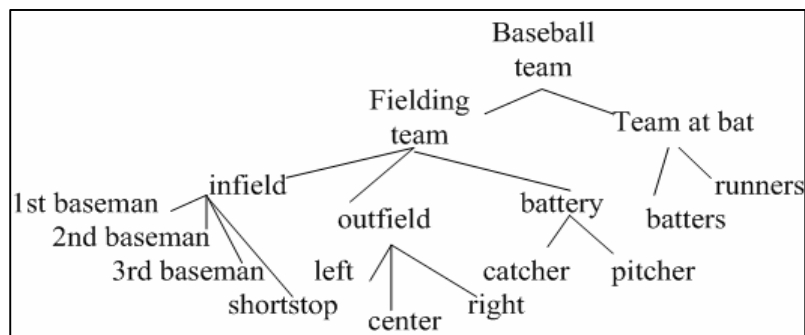 Baseball
team
Fielding
team
Team at bat
infield
outfield
battery
batters
runners
1st baseman
2nd baseman
3rd baseman
shortstop
left
center
right
catcher
pitcher